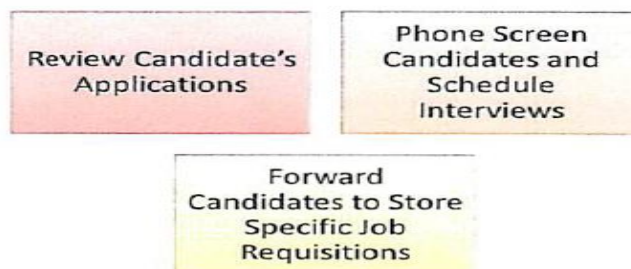 Review Candidate's
Applications
Phone Screen
Candidates and
Schedule
Interviews
Forward
Candidates to Store
Specific Job
Requisitions